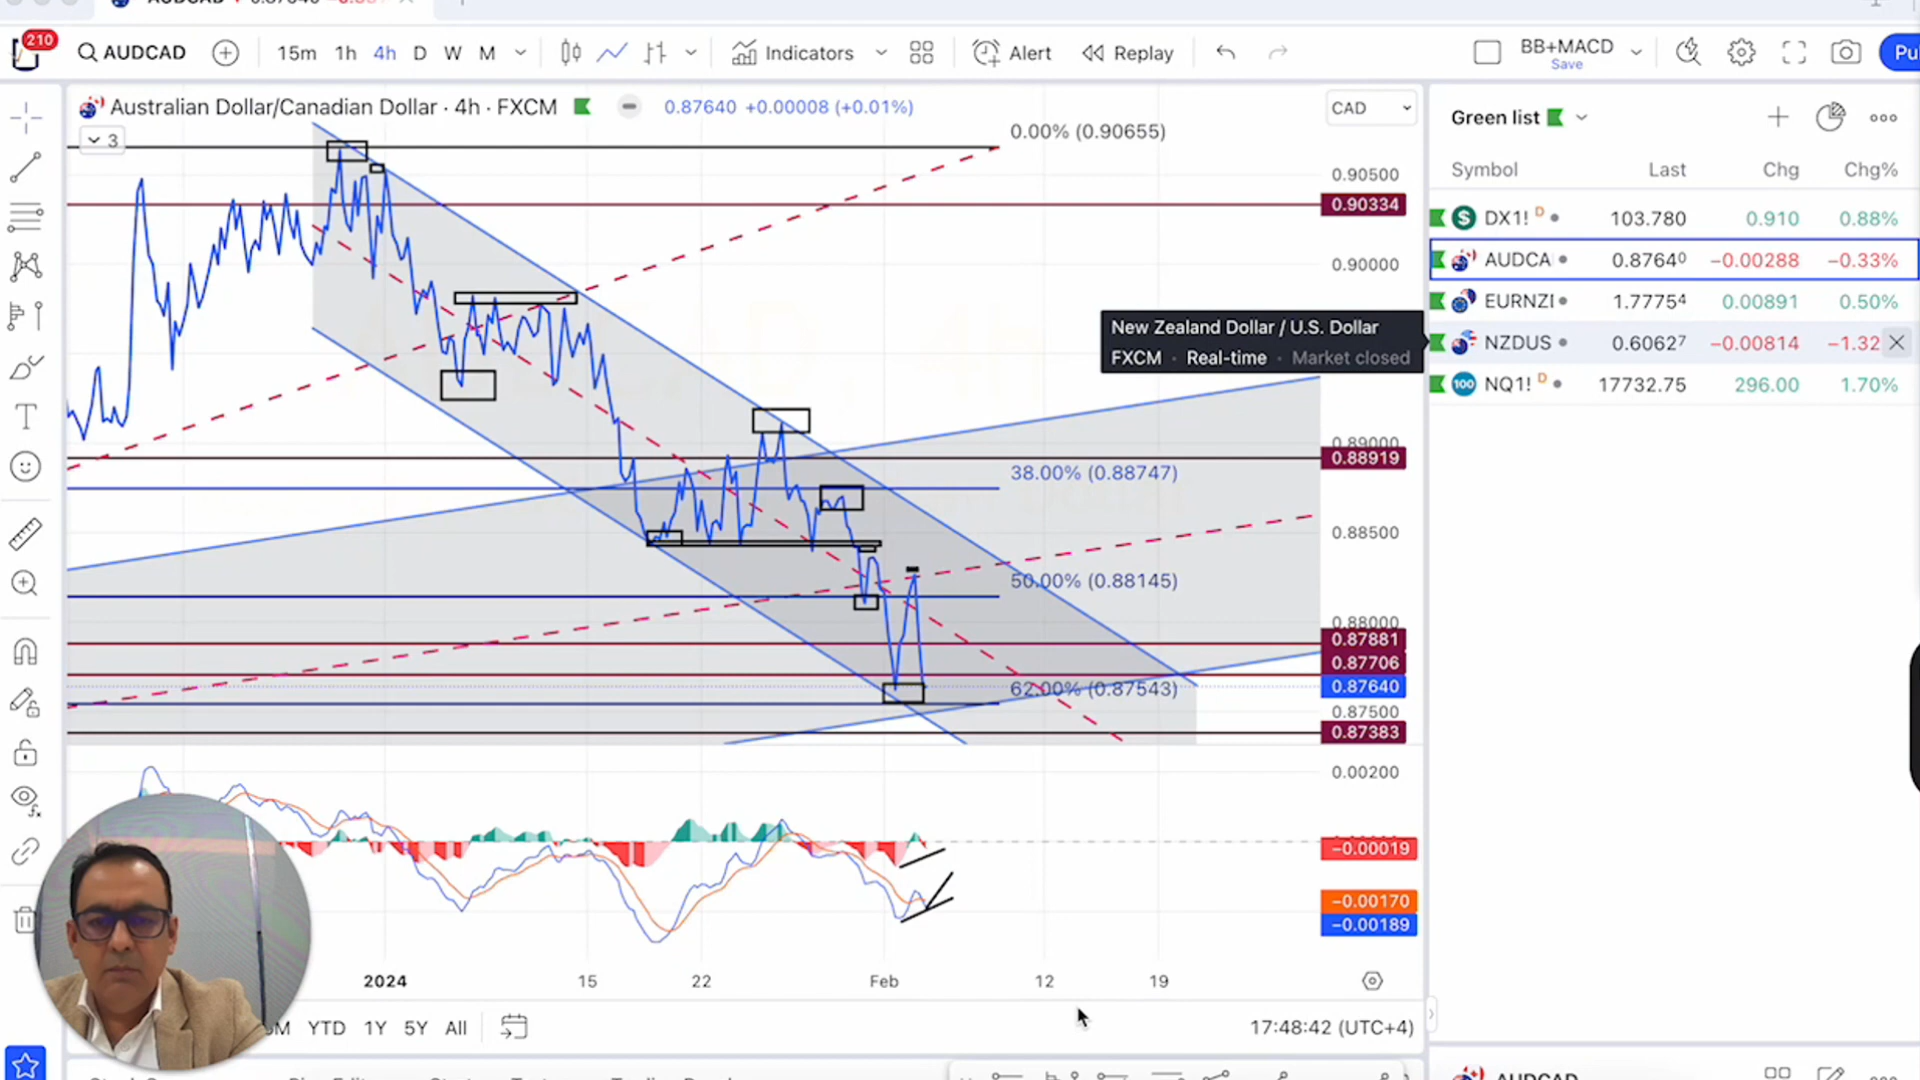 AUDCAD
210
AUDCAD
15m 1h 4h D W M
Indicators
Alert
Replay
BB+MACD
Save
Pu
Australian Dollar/Canadian Dollar · 4h · FXCM
0.87640 +0.00008 (+0.01%)
CAD
3
0.00% (0.90655)
0.90500
0.90334
0.90000
0.89000
0.88919
38.00% (0.88747)
0.88500
50.00% (0.88145)
0.88000
0.87881
0.87706
0.87640
62.00% (0.87543)
0.87500
0.87383
0.00200
−0.00019
−0.00170
−0.00189
2024 15 22 Feb 12 19
YTD 1Y 5Y All
17:48:42 (UTC+4)
Green list
Symbol Last Chg Chg%
DX1! D 103.780 0.910 0.88%
AUDCA 0.87640 −0.00288 −0.33%
EURNZI 1.77754 0.00891 0.50%
NZDUS 0.60627 −0.00814 −1.32
100 NQ1! D 17732.75 296.00 1.70%
New Zealand Dollar / U.S. Dollar
FXCM · Real-time · Market closed
AUDCAD